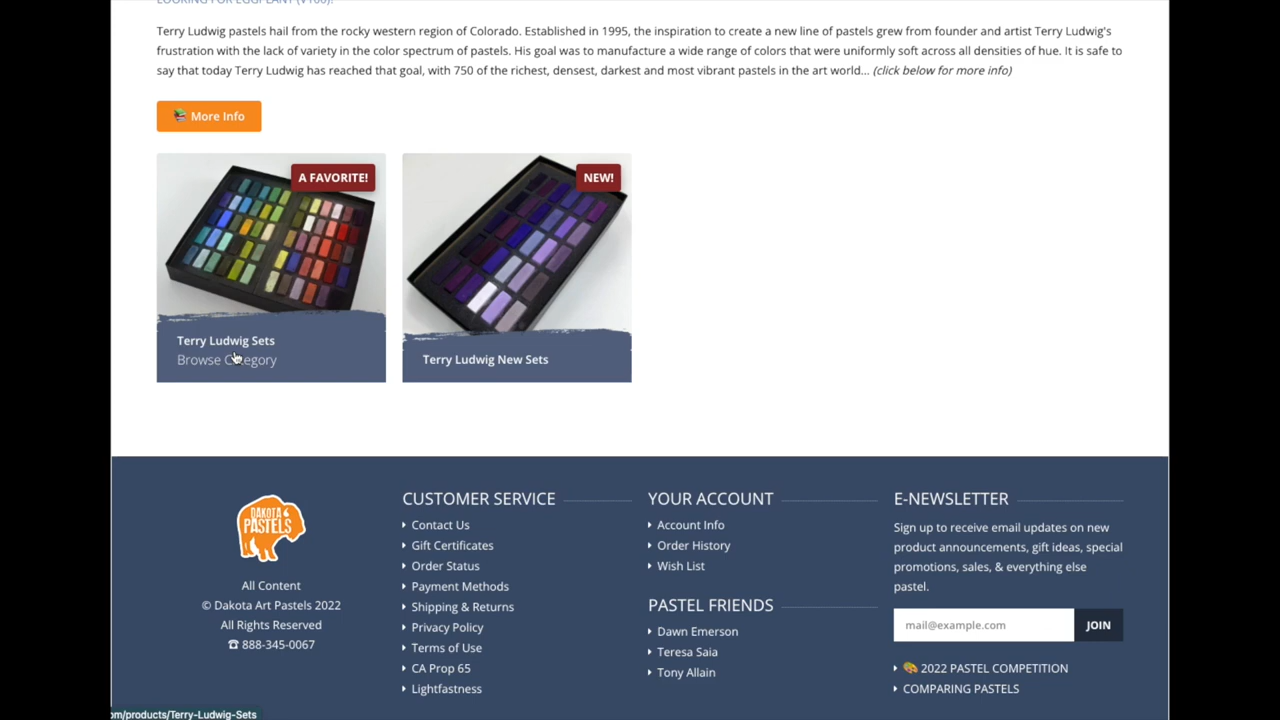 LOOKING FOR EGGPLANT (V100)?
Terry Ludwig pastels hail from the rocky western region of Colorado. Established in 1995, the inspiration to create a new line of pastels grew from founder and artist Terry Ludwig's
frustration with the lack of variety in the color spectrum of pastels. His goal was to manufacture a wide range of colors that were uniformly soft across all densities of hue. It is safe to
say that today Terry Ludwig has reached that goal, with 750 of the richest, densest, darkest and most vibrant pastels in the art world... (click below for more info)
More Info
A FAVORITE!
NEW!
Terry Ludwig Sets
Browse Category
Terry Ludwig New Sets
DAKOTA
PASTELS
All Content
© Dakota Art Pastels 2022
All Rights Reserved
☎ 888-345-0067
CUSTOMER SERVICE
Contact Us
Gift Certificates
Order Status
Payment Methods
Shipping & Returns
Privacy Policy
Terms of Use
CA Prop 65
Lightfastness
YOUR ACCOUNT
Account Info
Order History
Wish List
PASTEL FRIENDS
Dawn Emerson
Teresa Saia
Tony Allain
E-NEWSLETTER
Sign up to receive email updates on new
product announcements, gift ideas, special
promotions, sales, & everything else
pastel.
mail@example.com
JOIN
2022 PASTEL COMPETITION
COMPARING PASTELS
om/products/Terry-Ludwig-Sets